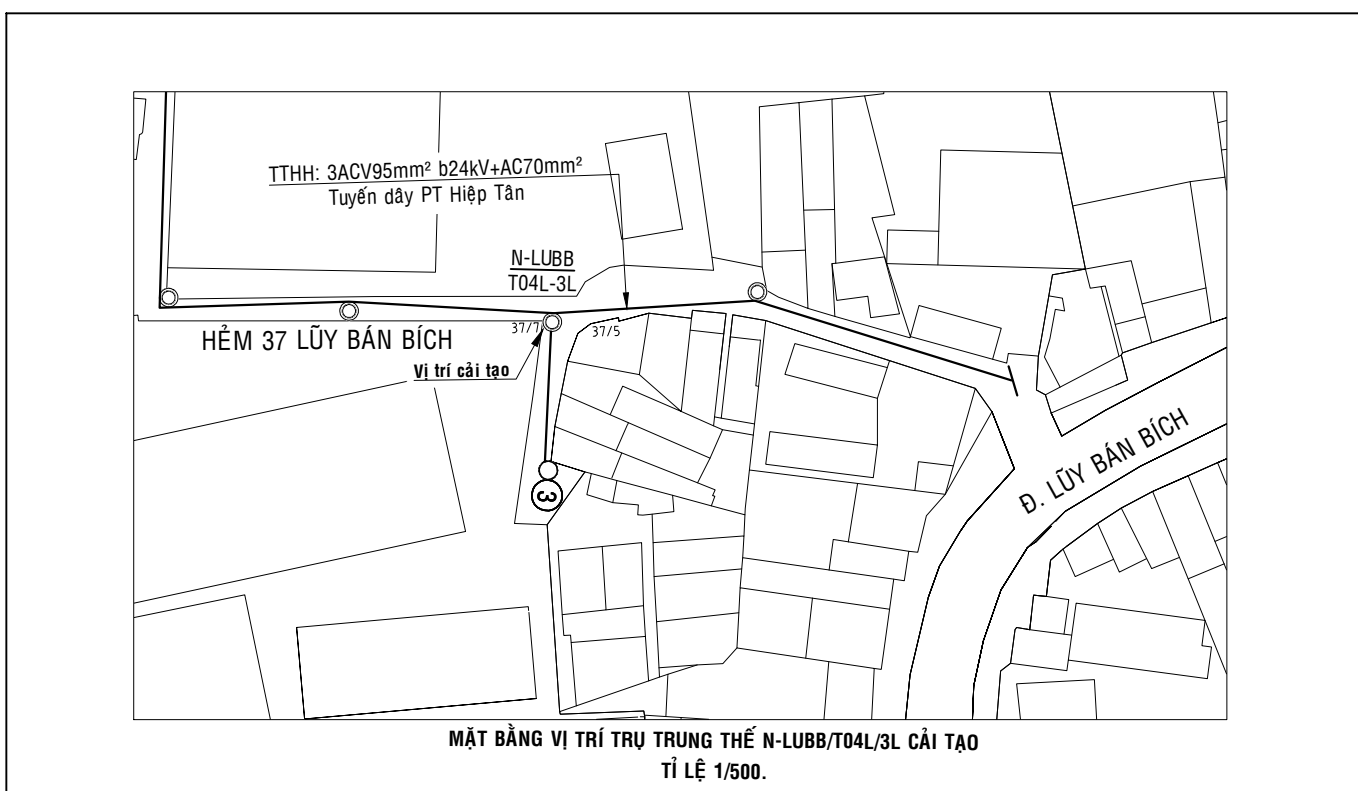 TTHH: 3ACV95mm² b24kV+AC70mm²
Tuyến dây PT Hiệp Tân
N-LUBB
T04L-3L
37/7
37/5
HẺM 37 LŨY BÁN BÍCH
Vị trí cải tạo
3
Đ. LŨY BÁN BÍCH
MẶT BẰNG VỊ TRÍ TRỤ TRUNG THẾ N-LUBB/T04L/3L CẢI TẠO
TỈ LỆ 1/500.